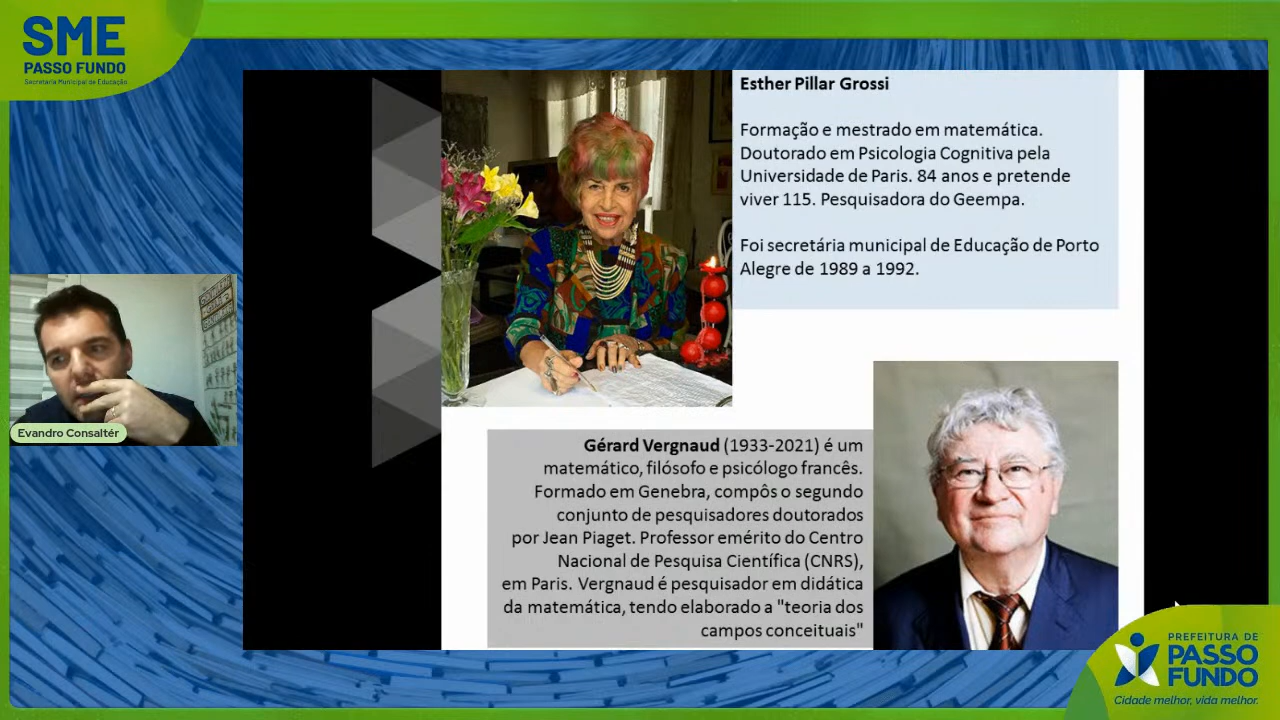 SME
PASSO FUNDO
Secretaria Municipal de Educação
Esther Pillar Grossi
Formação e mestrado em matemática.
Doutorado em Psicologia Cognitiva pela
Universidade de Paris. 84 anos e pretende
viver 115. Pesquisadora do Geempa.
Foi secretária municipal de Educação de Porto
Alegre de 1989 a 1992.
Evandro Consaltér
Gérard Vergnaud (1933-2021) é um
matemático, filósofo e psicólogo francês.
Formado em Genebra, compôs o segundo
conjunto de pesquisadores doutorados
por Jean Piaget. Professor emérito do Centro
Nacional de Pesquisa Científica (CNRS),
em Paris. Vergnaud é pesquisador em didática
da matemática, tendo elaborado a "teoria dos
campos conceituais"
PREFEITURA DE
PASSO
FUNDO
Cidade melhor, vida melhor.